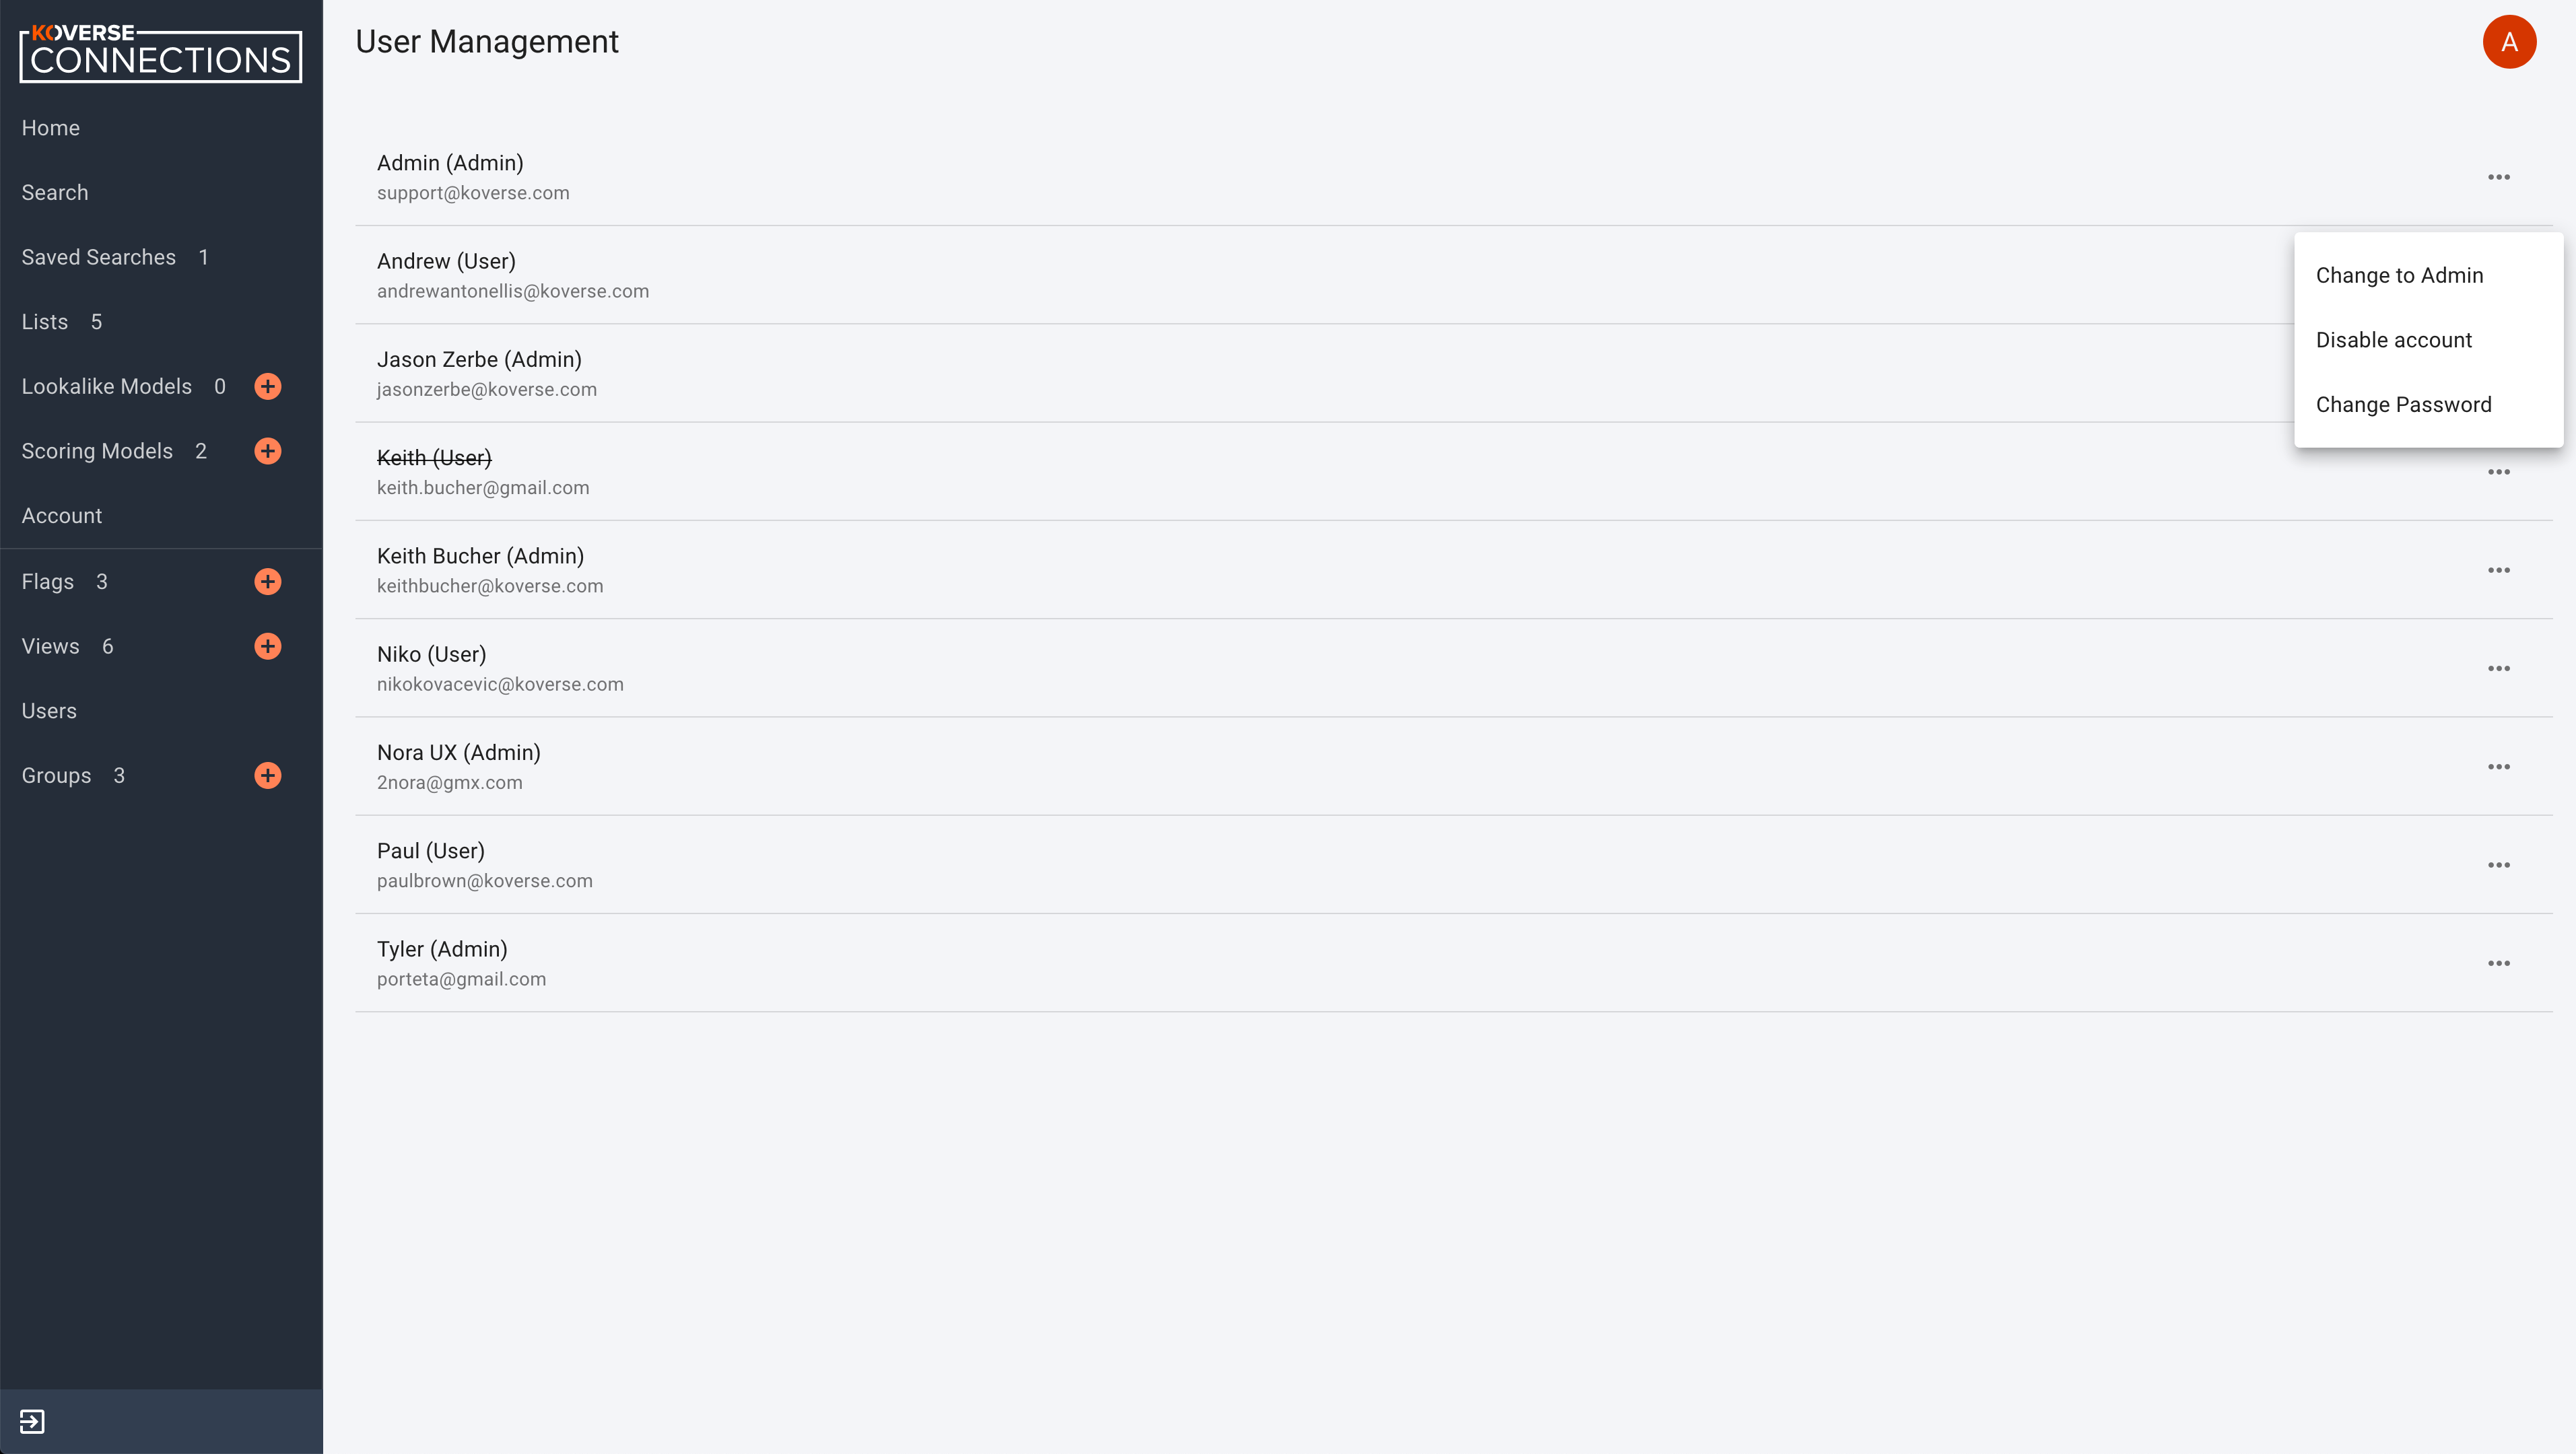 KOVERSE
CONNECTIONS
Home
Search
Saved Searches 1
Lists 5
Lookalike Models 0
Scoring Models 2
Account
Flags 3
Views 6
Users
Groups 3
User Management
A
Admin (Admin)
support@koverse.com
Andrew (User)
andrewantonellis@koverse.com
Jason Zerbe (Admin)
jasonzerbe@koverse.com
Keith (User)
keith.bucher@gmail.com
Keith Bucher (Admin)
keithbucher@koverse.com
Niko (User)
nikokovacevic@koverse.com
Nora UX (Admin)
2nora@gmx.com
Paul (User)
paulbrown@koverse.com
Tyler (Admin)
porteta@gmail.com
Change to Admin
Disable account
Change Password